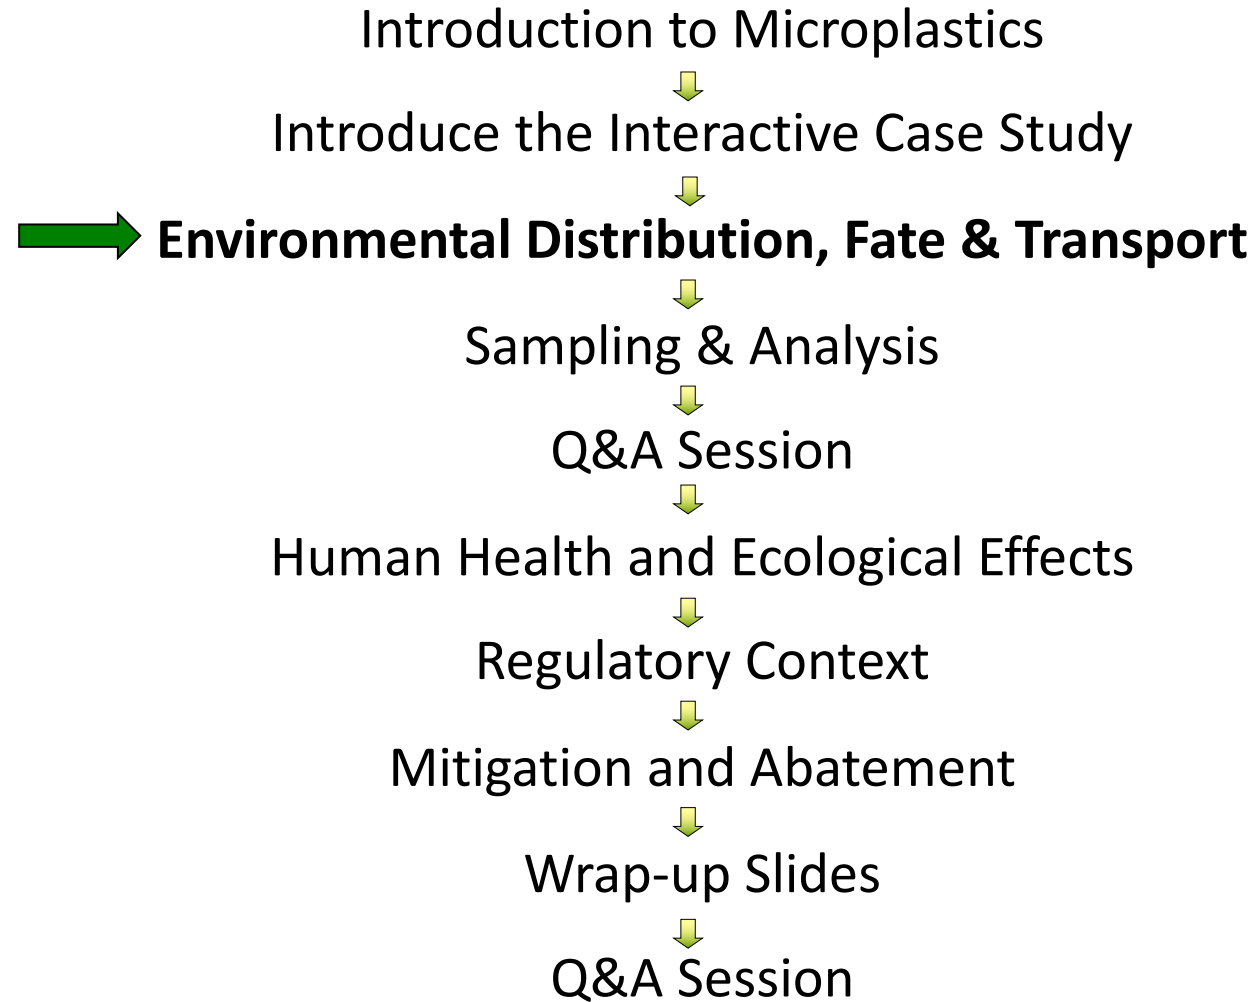 Introduction to Microplastics
Introduce the Interactive Case Study
Environmental Distribution, Fate & Transport
Sampling & Analysis
Q&A Session
Human Health and Ecological Effects
Regulatory Context
Mitigation and Abatement
Wrap-up Slides
Q&A Session